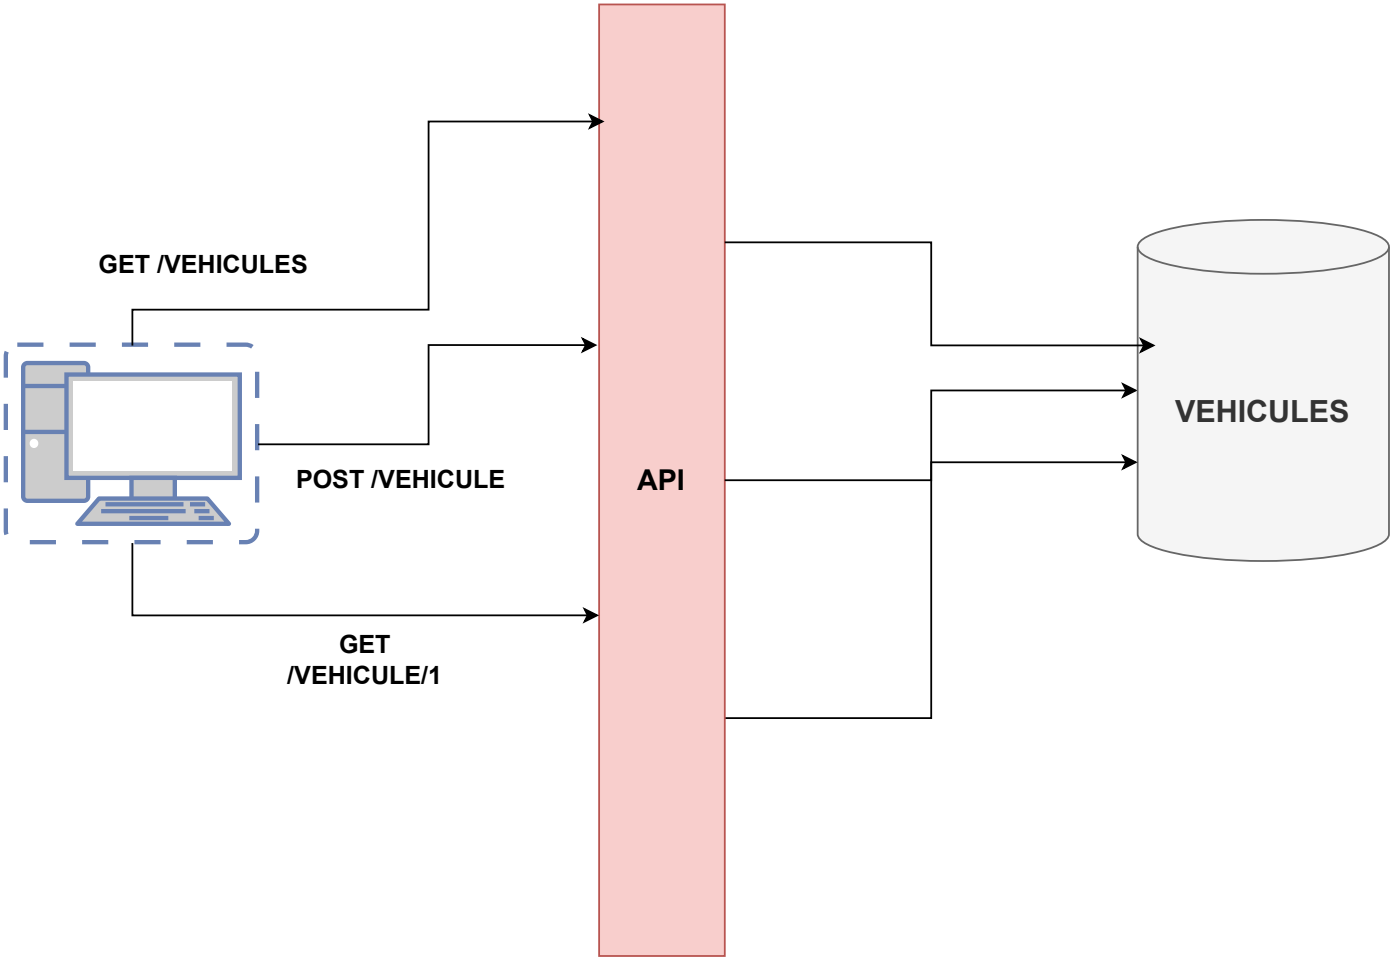 GET /VEHICULES
POST /VEHICULE
GET
/VEHICULE/1
API
VEHICULES